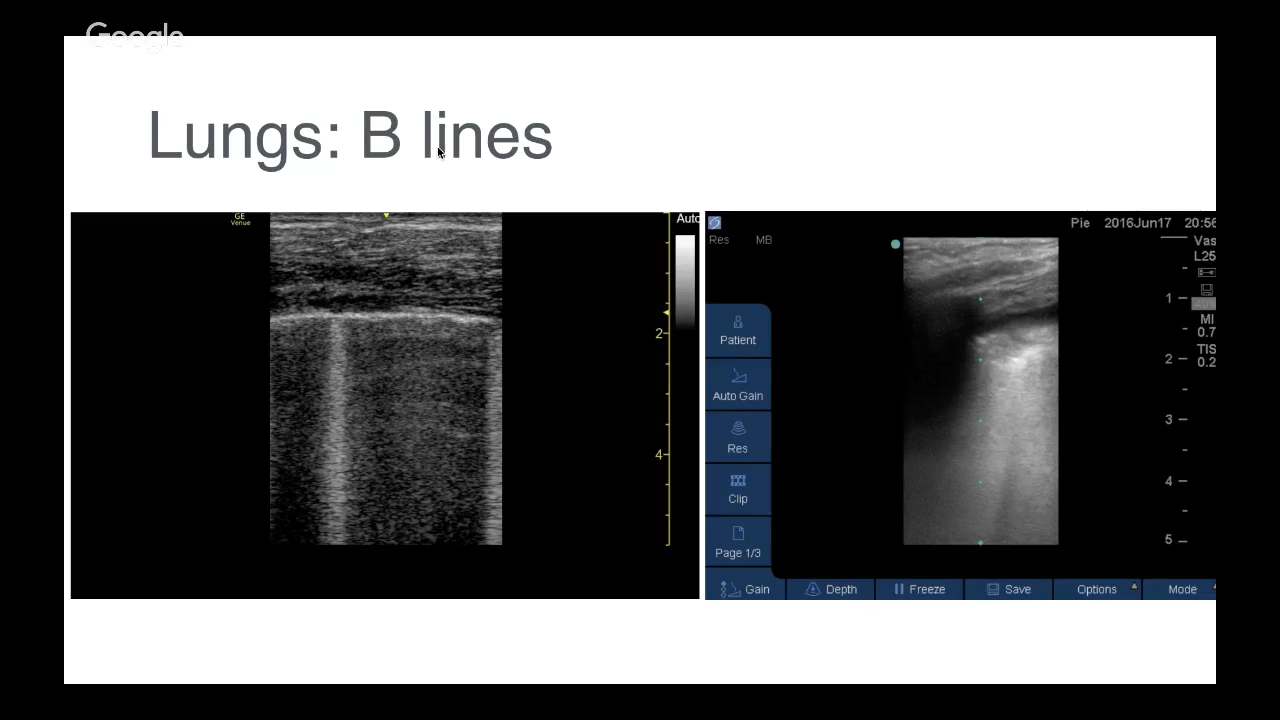 Google
Lungs: B lines
GE
Venue
Auto
2
4
Pie 2016Jun17 20:56
Res MB
Vas
L25
MI
0.7
TIS
0.2
1
2
3
4
5
Patient
Auto Gain
Res
Clip
Page 1/3
Gain Depth Freeze Save Options Mode